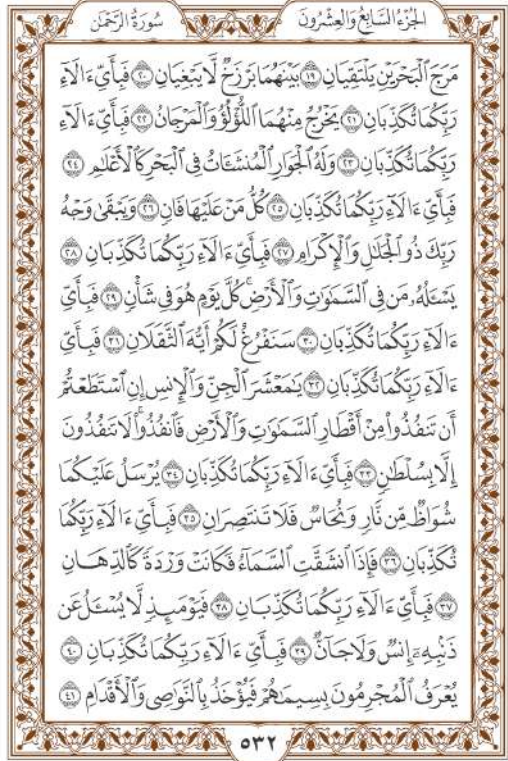 الجُزْءُ السَّابِعُ وَالعِشْرُونَ سُورَةُ الرَّحْمٰن
مَرَجَ ٱلْبَحْرَيْنِ يَلْتَقِيَانِ ١٩ بَيْنَهُمَا بَرْزَخٌ لَّا يَبْغِيَانِ ٢٠ فَبِأَيِّ ءَالَآءِ
رَبِّكُمَا تُكَذِّبَانِ ٢١ يَخْرُجُ مِنْهُمَا ٱللُّؤْلُؤُ وَٱلْمَرْجَانُ ٢٢ فَبِأَيِّ ءَالَآءِ
رَبِّكُمَا تُكَذِّبَانِ ٢٣ وَلَهُ ٱلْجَوَارِ ٱلْمُنشَـَٔاتُ فِى ٱلْبَحْرِ كَٱلْأَعْلَٰمِ ٢٤
فَبِأَيِّ ءَالَآءِ رَبِّكُمَا تُكَذِّبَانِ ٢٥ كُلُّ مَنْ عَلَيْهَا فَانٍ ٢٦ وَيَبْقَىٰ وَجْهُ
رَبِّكَ ذُو ٱلْجَلَٰلِ وَٱلْإِكْرَامِ ٢٧ فَبِأَيِّ ءَالَآءِ رَبِّكُمَا تُكَذِّبَانِ ٢٨
يَسْـَٔلُهُۥ مَن فِى ٱلسَّمَٰوَٰتِ وَٱلْأَرْضِ ۚ كُلَّ يَوْمٍ هُوَ فِى شَأْنٍ ٢٩ فَبِأَيِّ
ءَالَآءِ رَبِّكُمَا تُكَذِّبَانِ ٣٠ سَنَفْرُغُ لَكُمْ أَيُّهَ ٱلثَّقَلَانِ ٣١ فَبِأَيِّ
ءَالَآءِ رَبِّكُمَا تُكَذِّبَانِ ٣٢ يَٰمَعْشَرَ ٱلْجِنِّ وَٱلْإِنسِ إِنِ ٱسْتَطَعْتُمْ
أَن تَنفُذُوا۟ مِنْ أَقْطَارِ ٱلسَّمَٰوَٰتِ وَٱلْأَرْضِ فَٱنفُذُوا۟ ۚ لَا تَنفُذُونَ
إِلَّا بِسُلْطَٰنٍ ٣٣ فَبِأَيِّ ءَالَآءِ رَبِّكُمَا تُكَذِّبَانِ ٣٤ يُرْسَلُ عَلَيْكُمَا
شُوَاظٌ مِّن نَّارٍ وَنُحَاسٌ فَلَا تَنتَصِرَانِ ٣٥ فَبِأَيِّ ءَالَآءِ رَبِّكُمَا
تُكَذِّبَانِ ٣٦ فَإِذَا ٱنشَقَّتِ ٱلسَّمَآءُ فَكَانَتْ وَرْدَةً كَٱلدِّهَانِ
٣٧ فَبِأَيِّ ءَالَآءِ رَبِّكُمَا تُكَذِّبَانِ ٣٨ فَيَوْمَئِذٍ لَّا يُسْـَٔلُ عَن
ذَنۢبِهِۦٓ إِنسٌ وَلَا جَآنٌّ ٣٩ فَبِأَيِّ ءَالَآءِ رَبِّكُمَا تُكَذِّبَانِ ٤٠
يُعْرَفُ ٱلْمُجْرِمُونَ بِسِيمَٰهُمْ فَيُؤْخَذُ بِٱلنَّوَٰصِى وَٱلْأَقْدَامِ ٤١
٥٣٢